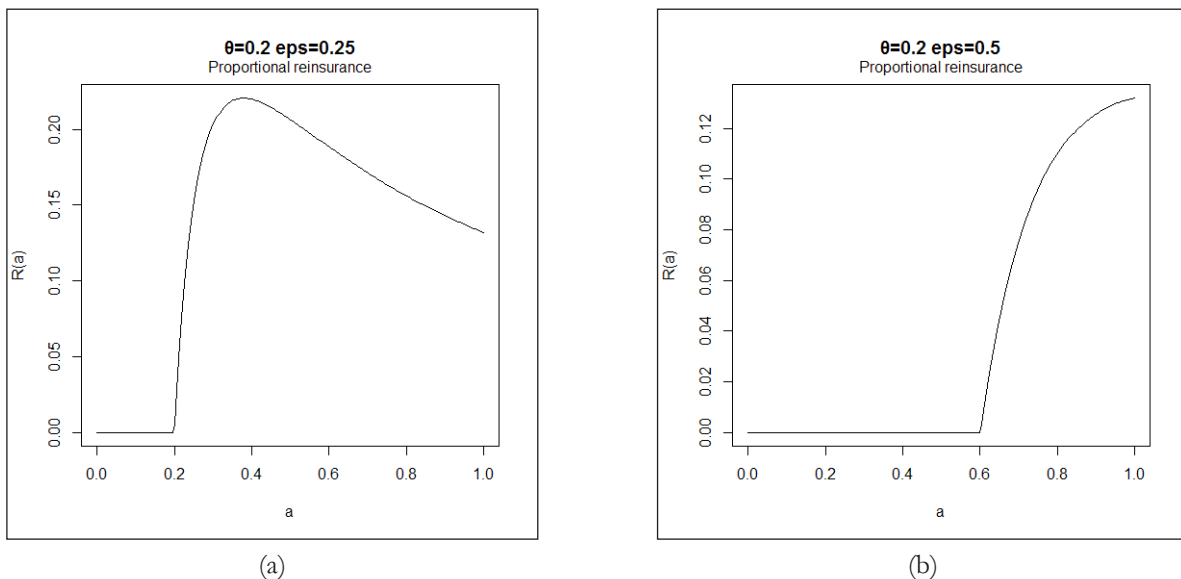 θ=0.2 eps=0.25
Proportional reinsurance
R(a)
0.20
0.15
0.10
0.05
0.00
0.0 0.2 0.4 0.6 0.8 1.0
a
(a)
θ=0.2 eps=0.5
Proportional reinsurance
R(a)
0.12
0.10
0.08
0.06
0.04
0.02
0.00
0.0 0.2 0.4 0.6 0.8 1.0
a
(b)